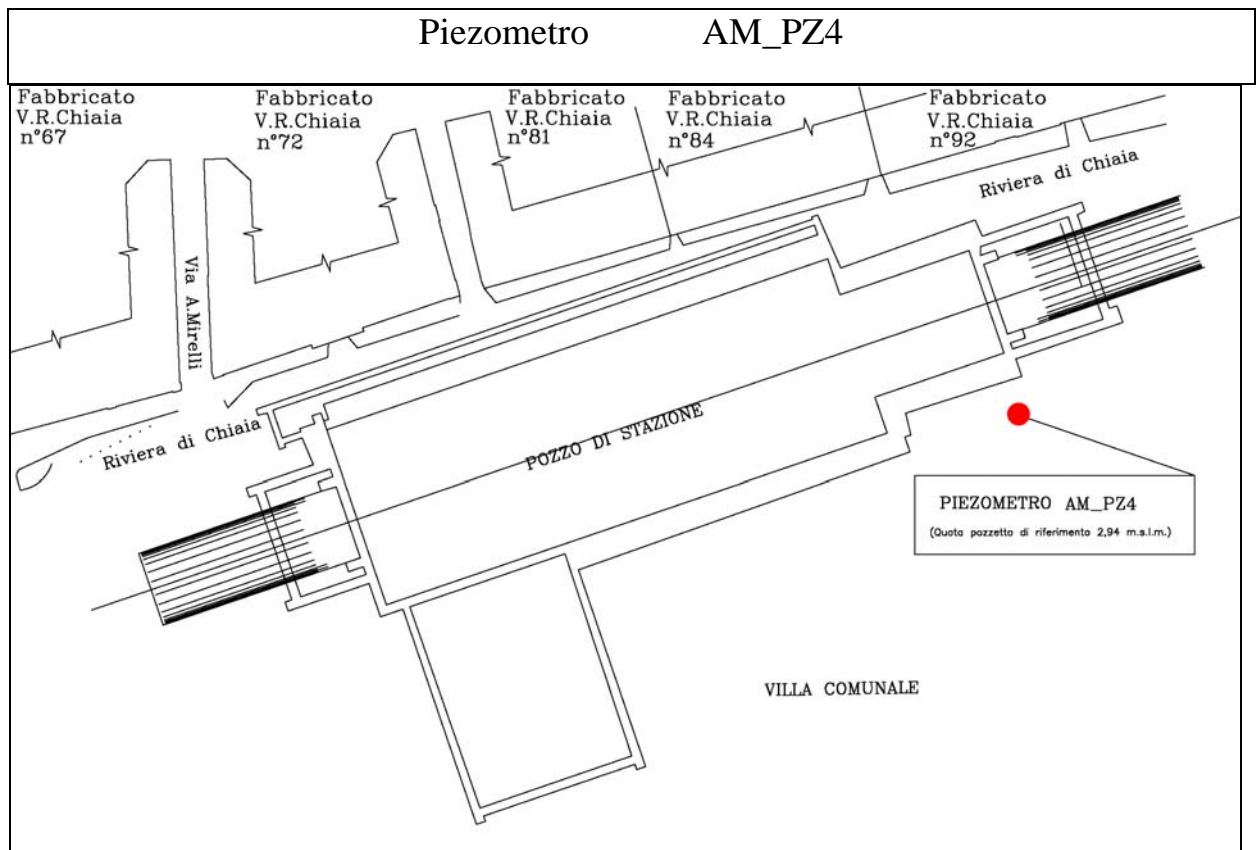 Piezometro AM_PZ4
Fabbricato
V.R.Chiaia
n°67
Fabbricato
V.R.Chiaia
n°72
Fabbricato
V.R.Chiaia
n°81
Fabbricato
V.R.Chiaia
n°84
Fabbricato
V.R.Chiaia
n°92
Riviera di Chiaia
Via A.Mirelli
Riviera di Chiaia
POZZO DI STAZIONE
PIEZOMETRO AM_PZ4
(Quota pozzetto di riferimento 2,94 m.s.l.m.)
VILLA COMUNALE